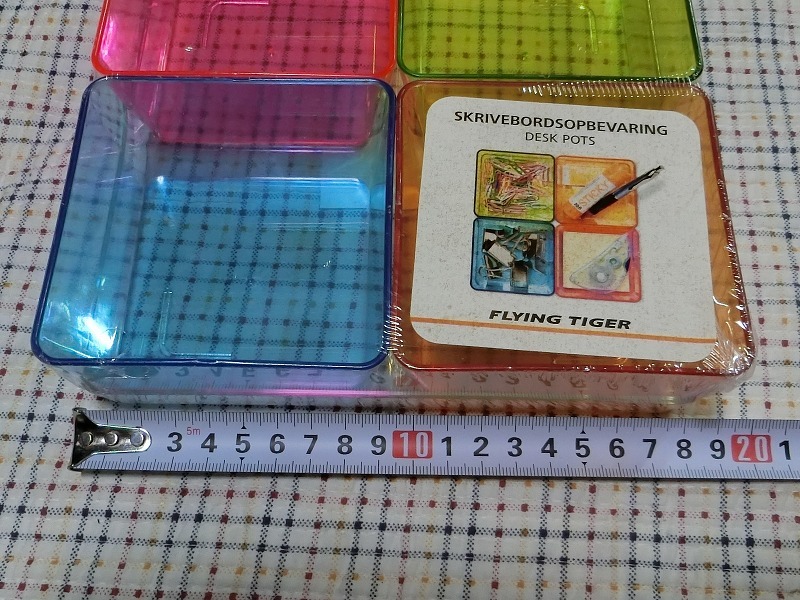 SKRIVEBORDSOPBEVARING
DESK POTS
FLYING TIGER
5m
3 4 5 6 7 8 9 10 1 2 3 4 5 6 7 8 9 20 1